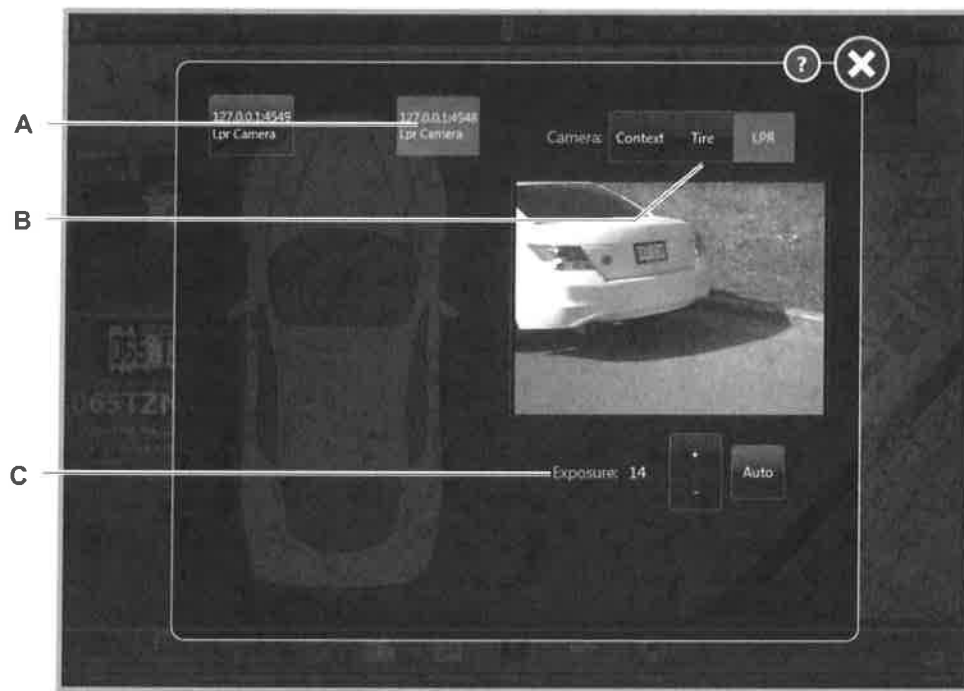 ?
A
127.0.0.1:4549
Lpr Camera
127.0.0.1:4548
Lpr Camera
Camera: Context Tire LPR
B
C
Exposure: 14
+
-
Auto